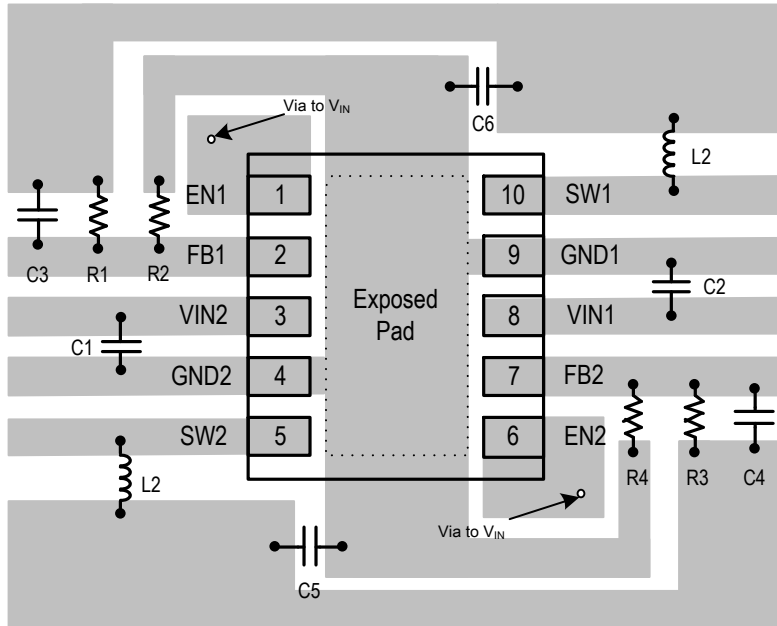 Via to VIN
C6
L2
EN1 1 10 SW1
FB1 2 9 GND1
C3 R1 R2
Exposed
Pad
C2
VIN2 3 8 VIN1
C1
GND2 4 7 FB2
SW2 5 6 EN2
L2
R4 R3 C4
Via to VIN
C5